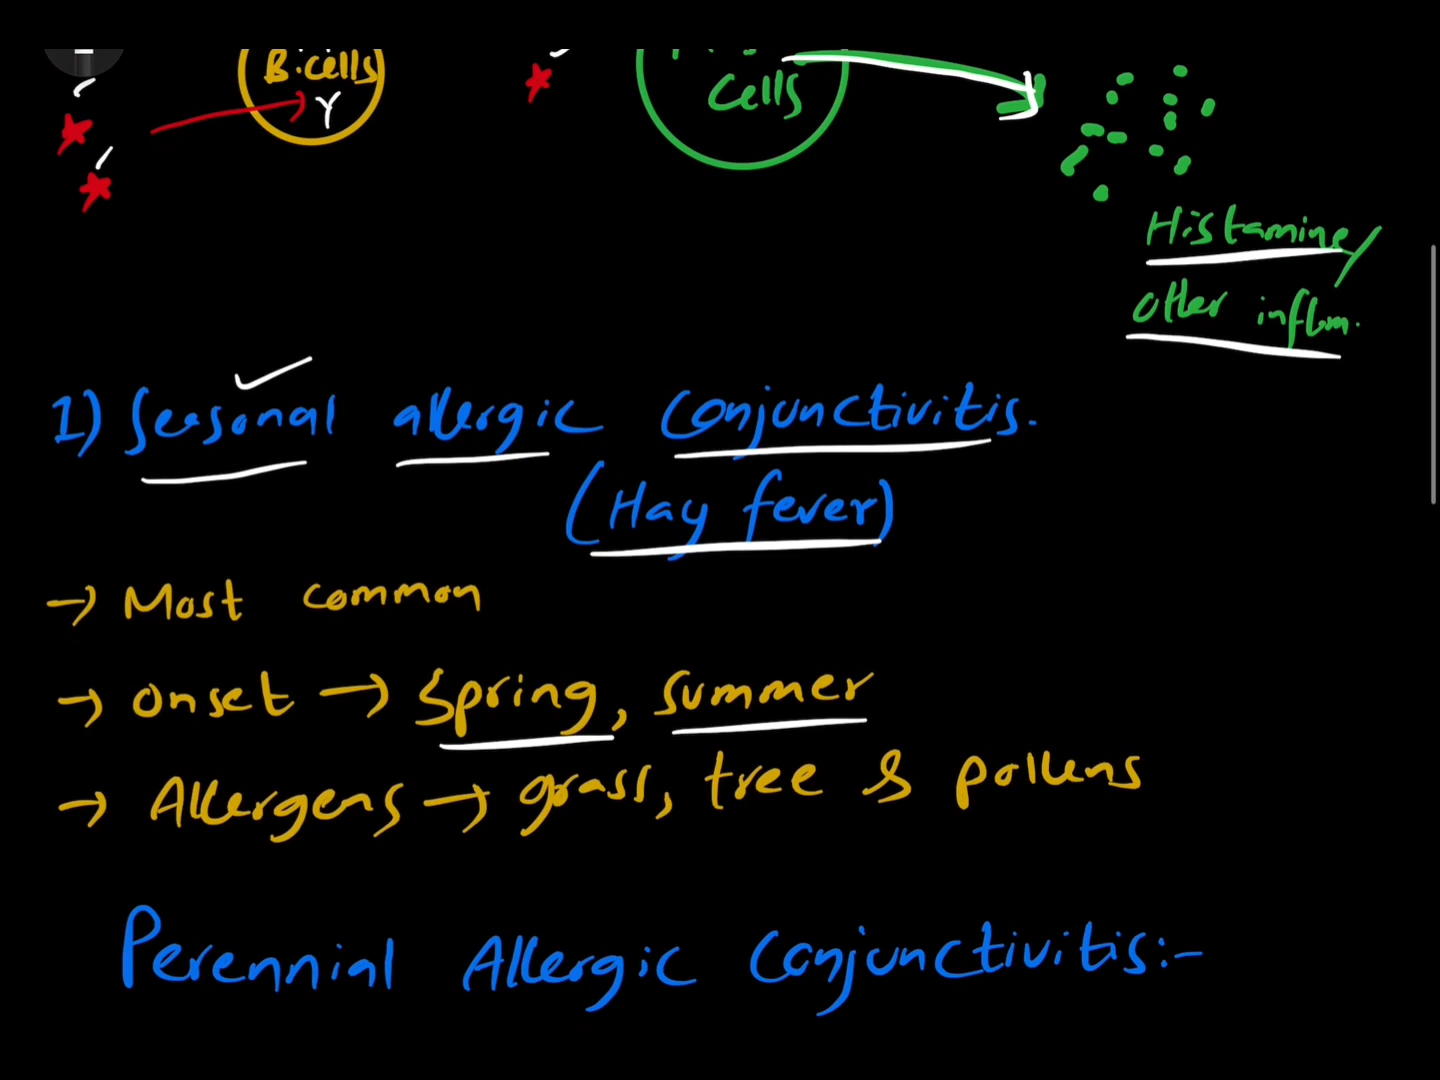 B.cells
Y
Cells
Histamine/
other inflam.
1) Seasonal allergic Conjunctivitis.
(Hay fever)
→ Most common
→ onset → Spring, summer
→ Allergens → grass, tree & pollens
Perennial Allergic Conjunctivitis:-